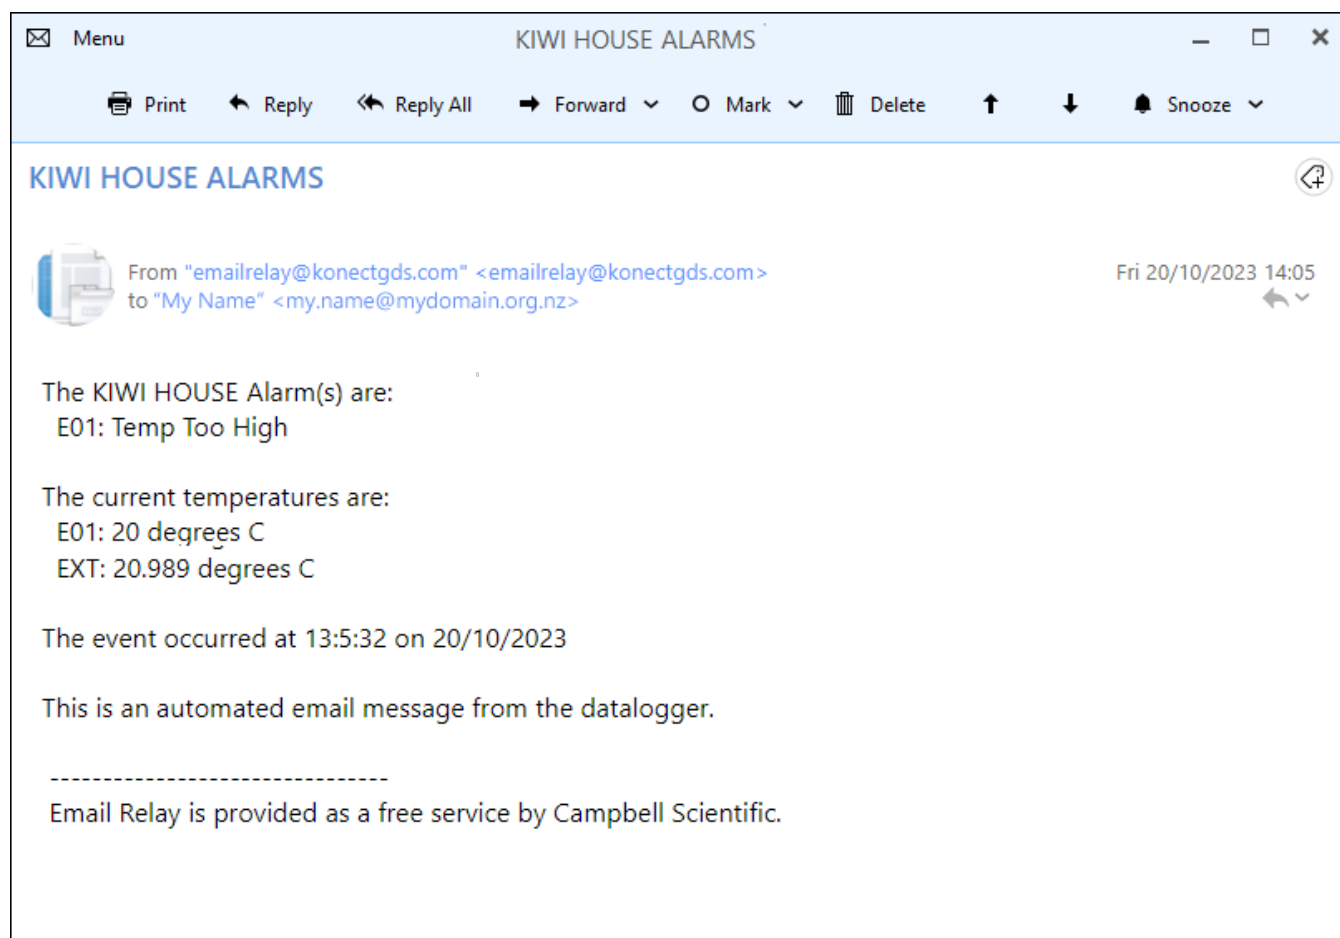 Menu
KIWI HOUSE ALARMS
Print Reply Reply All Forward Mark Delete Snooze
KIWI HOUSE ALARMS
From "emailrelay@konectgds.com" <emailrelay@konectgds.com>
Fri 20/10/2023 14:05
to “My Name” <my.name@mydomain.org.nz>
The KIWI HOUSE Alarm(s) are:
E01: Temp Too High
The current temperatures are:
E01: 20 degrees C
EXT: 20.989 degrees C
The event occurred at 13:5:32 on 20/10/2023
This is an automated email message from the datalogger.
--------------------------------
Email Relay is provided as a free service by Campbell Scientific.